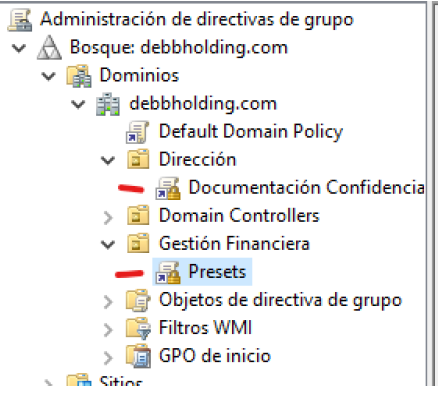 Administración de directivas de grupo
Bosque: debbholding.com
Dominios
debbholding.com
Default Domain Policy
Dirección
Documentación Confidencia
Domain Controllers
Gestión Financiera
Presets
Objetos de directiva de grupo
Filtros WMI
GPO de inicio
Sitios